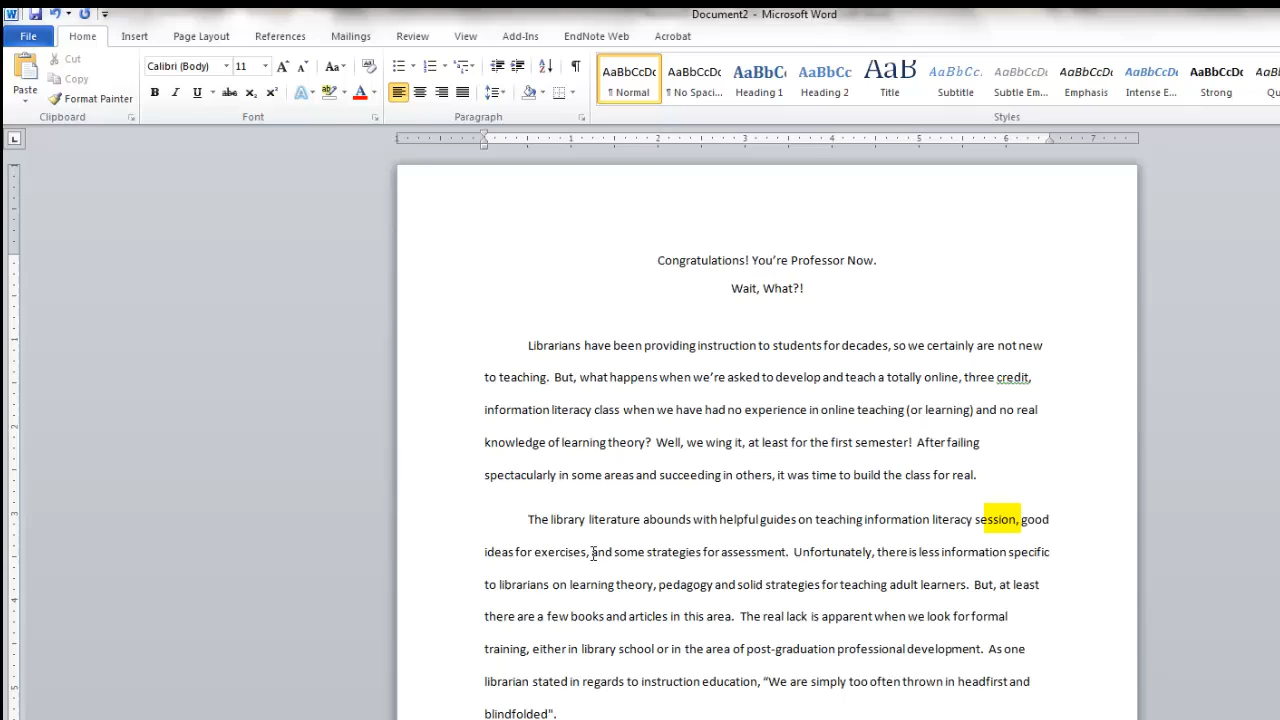 Document2 - Microsoft Word
File Home Insert Page Layout References Mailings Review View Add-Ins EndNote Web Acrobat
Paste Cut Copy Format Painter Clipboard
Calibri (Body) 11 Font
Paragraph
AaBbCcDc AaBbCcDc AaBbC AaBbCc AaB AaBbCc. AaBbCcDc AaBbCcDc AaBbCcDc AaBbCcDc
¶ Normal ¶ No Spaci... Heading 1 Heading 2 Title Subtitle Subtle Em... Emphasis Intense E... Strong
Styles
1 1 2 3 4 5 6 7
Congratulations! You’re Professor Now.
Wait, What?!
Librarians have been providing instruction to students for decades, so we certainly are not new
to teaching. But, what happens when we’re asked to develop and teach a totally online, three credit,
information literacy class when we have had no experience in online teaching (or learning) and no real
knowledge of learning theory? Well, we wing it, at least for the first semester! After failing
spectacularly in some areas and succeeding in others, it was time to build the class for real.
The library literature abounds with helpful guides on teaching information literacy session, good
ideas for exercises, and some strategies for assessment. Unfortunately, there is less information specific
to librarians on learning theory, pedagogy and solid strategies for teaching adult learners. But, at least
there are a few books and articles in this area. The real lack is apparent when we look for formal
training, either in library school or in the area of post-graduation professional development. As one
librarian stated in regards to instruction education, “We are simply too often thrown in headfirst and
blindfolded".